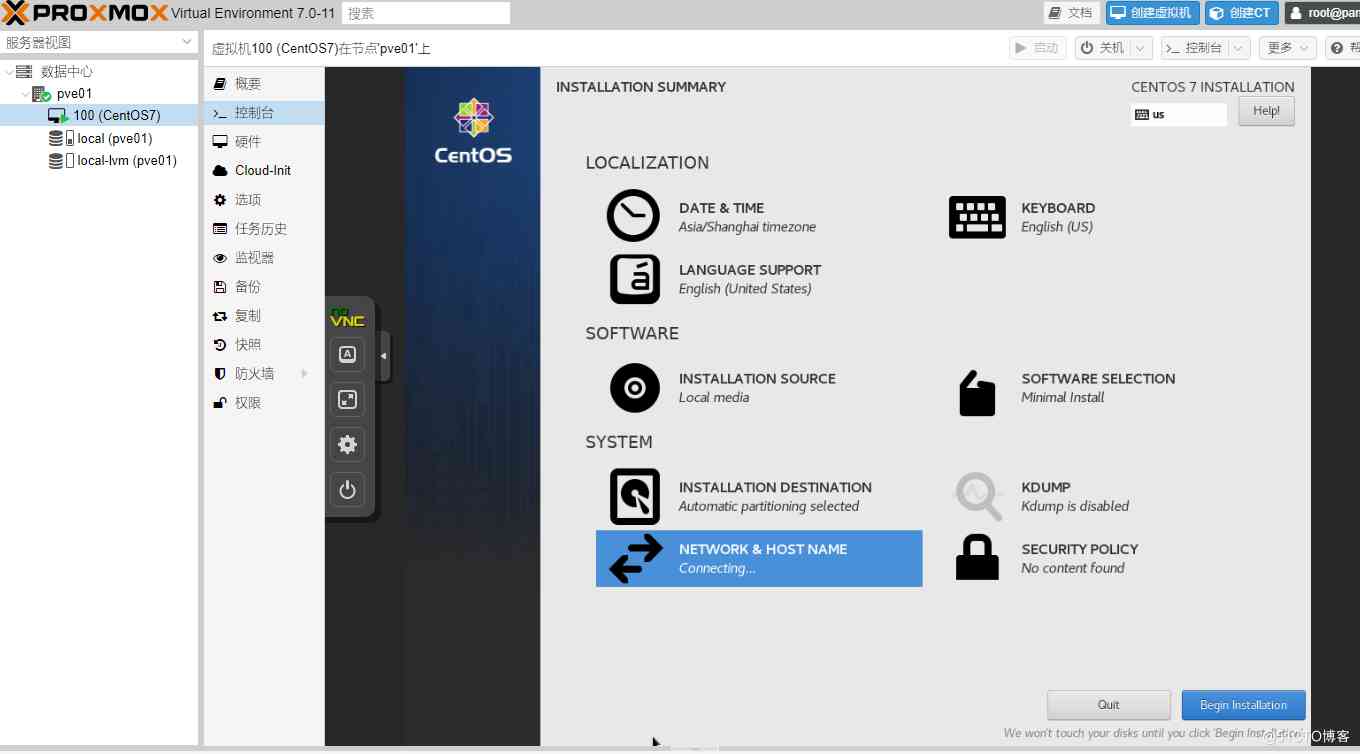 PROXMOX Virtual Environment 7.0-11 搜索 文档 创建虚拟机 创建CT root@pam
服务器视图
数据中心
pve01
100 (CentOS7)
local (pve01)
local-lvm (pve01)
虚拟机100 (CentOS7)在节点'pve01'上 启动 关机 控制台 更多 帮
概要
控制台
硬件
Cloud-Init
选项
任务历史
监视器
备份
复制
快照
防火墙
权限
no
VNC
A
CentOS
INSTALLATION SUMMARY
CENTOS 7 INSTALLATION
us
Help!
LOCALIZATION
DATE & TIME
Asia/Shanghai timezone
KEYBOARD
English (US)
LANGUAGE SUPPORT
English (United States)
SOFTWARE
INSTALLATION SOURCE
Local media
SOFTWARE SELECTION
Minimal Install
SYSTEM
INSTALLATION DESTINATION
Automatic partitioning selected
KDUMP
Kdump is disabled
NETWORK & HOST NAME
Connecting...
SECURITY POLICY
No content found
Quit
Begin Installation
We won't touch your disks until you click 'Begin Installation'.
博客